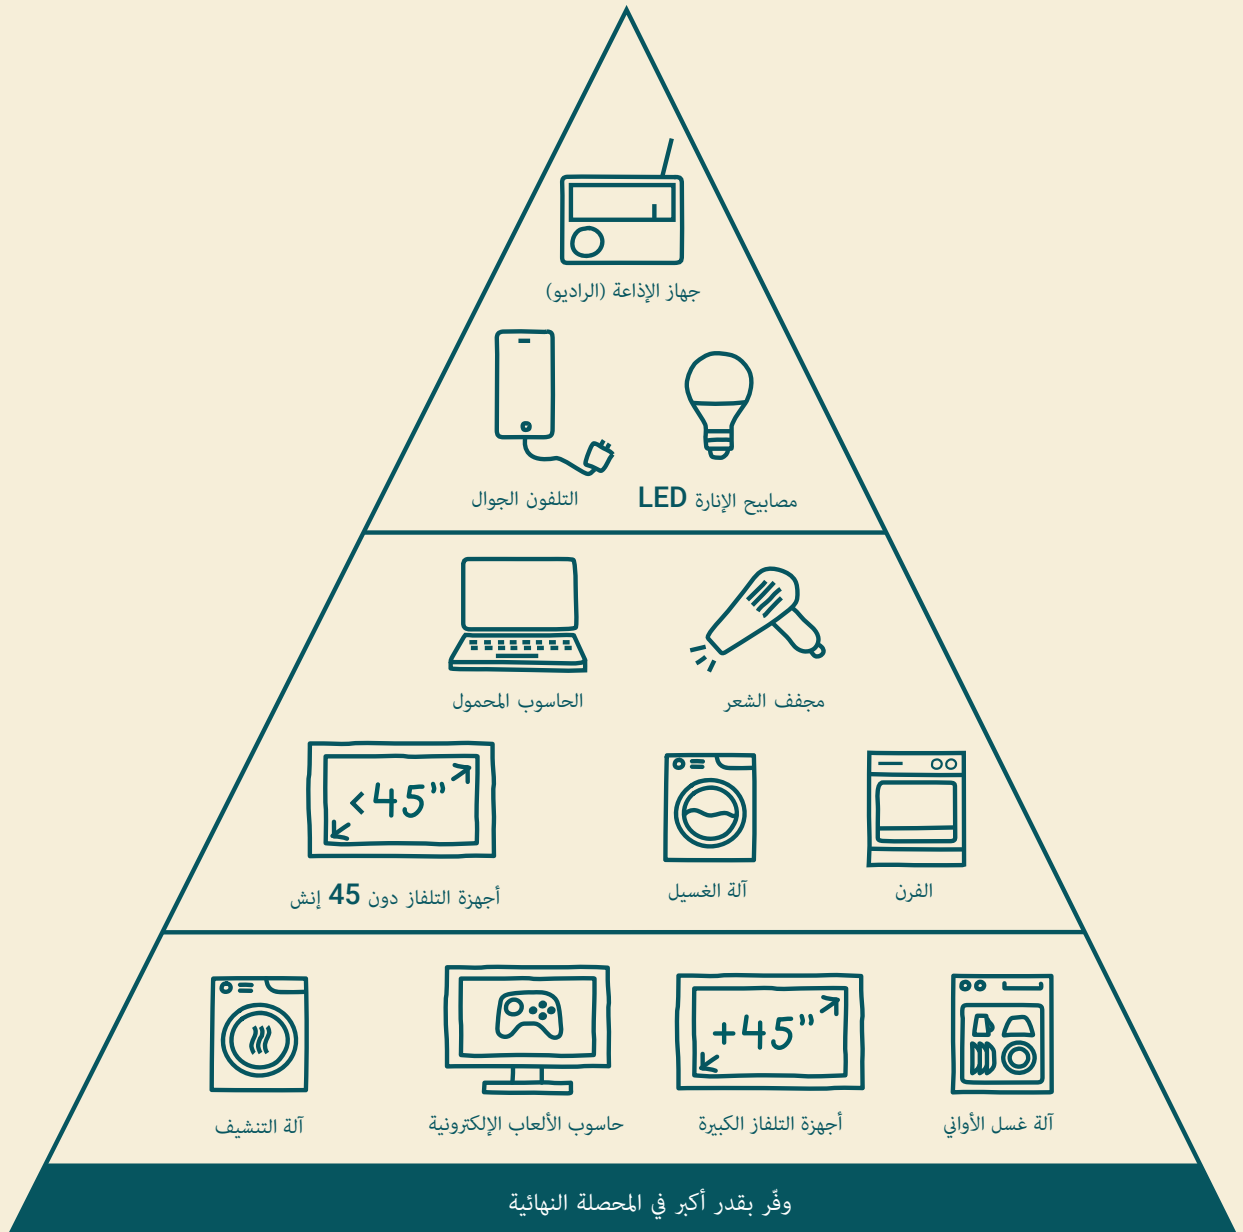 جهاز الإذاعة (الراديو)
مصابيح الإنارة LED
التلفون الجوال
مجفف الشعر
الحاسوب المحمول
<45"
الفرن
آلة الغسيل
أجهزة التلفاز دون 45 إنش
+45"
آلة غسل الأواني
أجهزة التلفاز الكبيرة
حاسوب الألعاب الإلكترونية
آلة التنشيف
وفّر بقدر أكبر في المحصلة النهائية